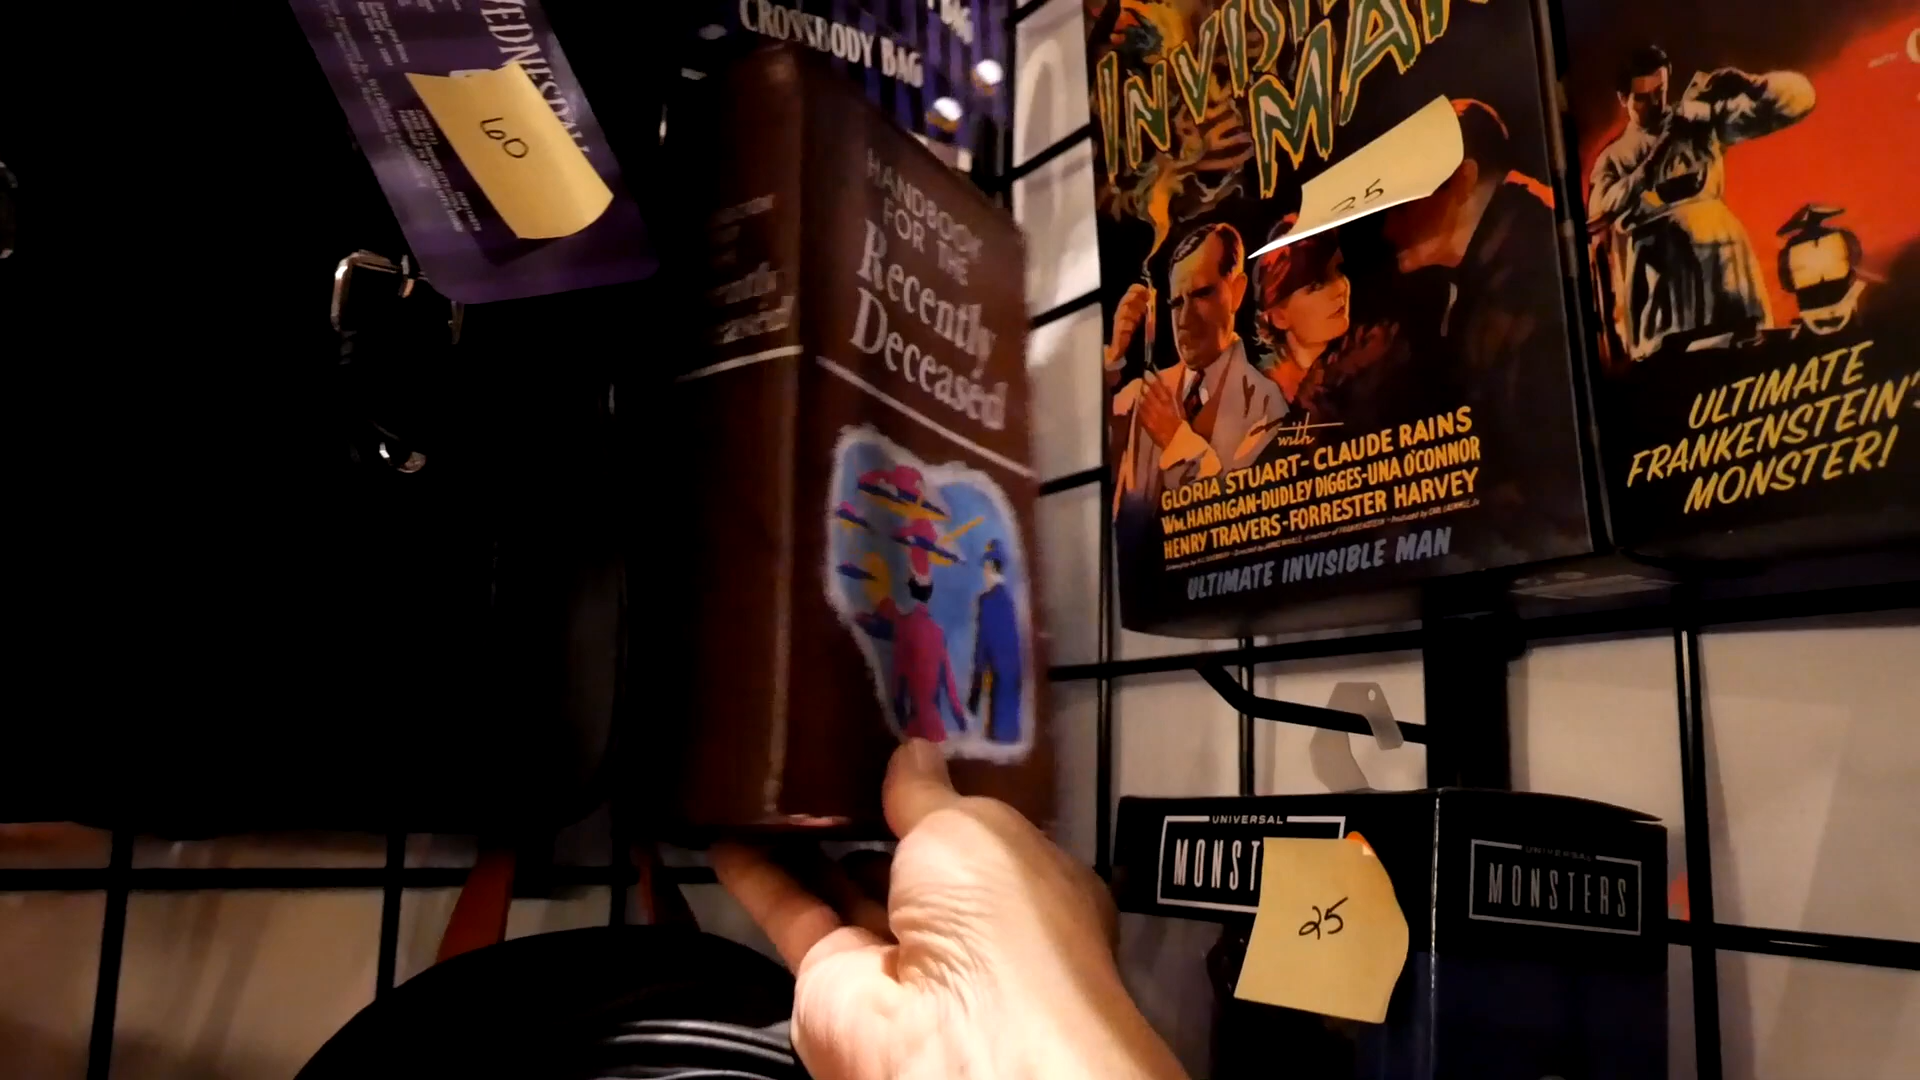 WEDNESDAY
60
CROSSBODY BAG
BAG
HANDBOOK
FOR THE
Recently
Deceased
INVISIBLE
MAN
25
with
GLORIA STUART-CLAUDE RAINS
WM. HARRIGAN-DUDLEY DIGGES-UNA O'CONNOR
HENRY TRAVERS-FORRESTER HARVEY
ULTIMATE INVISIBLE MAN
ULTIMATE
FRANKENSTEIN'S
MONSTER!
UNIVERSAL
MONST
25
UNIVERSAL
MONSTERS